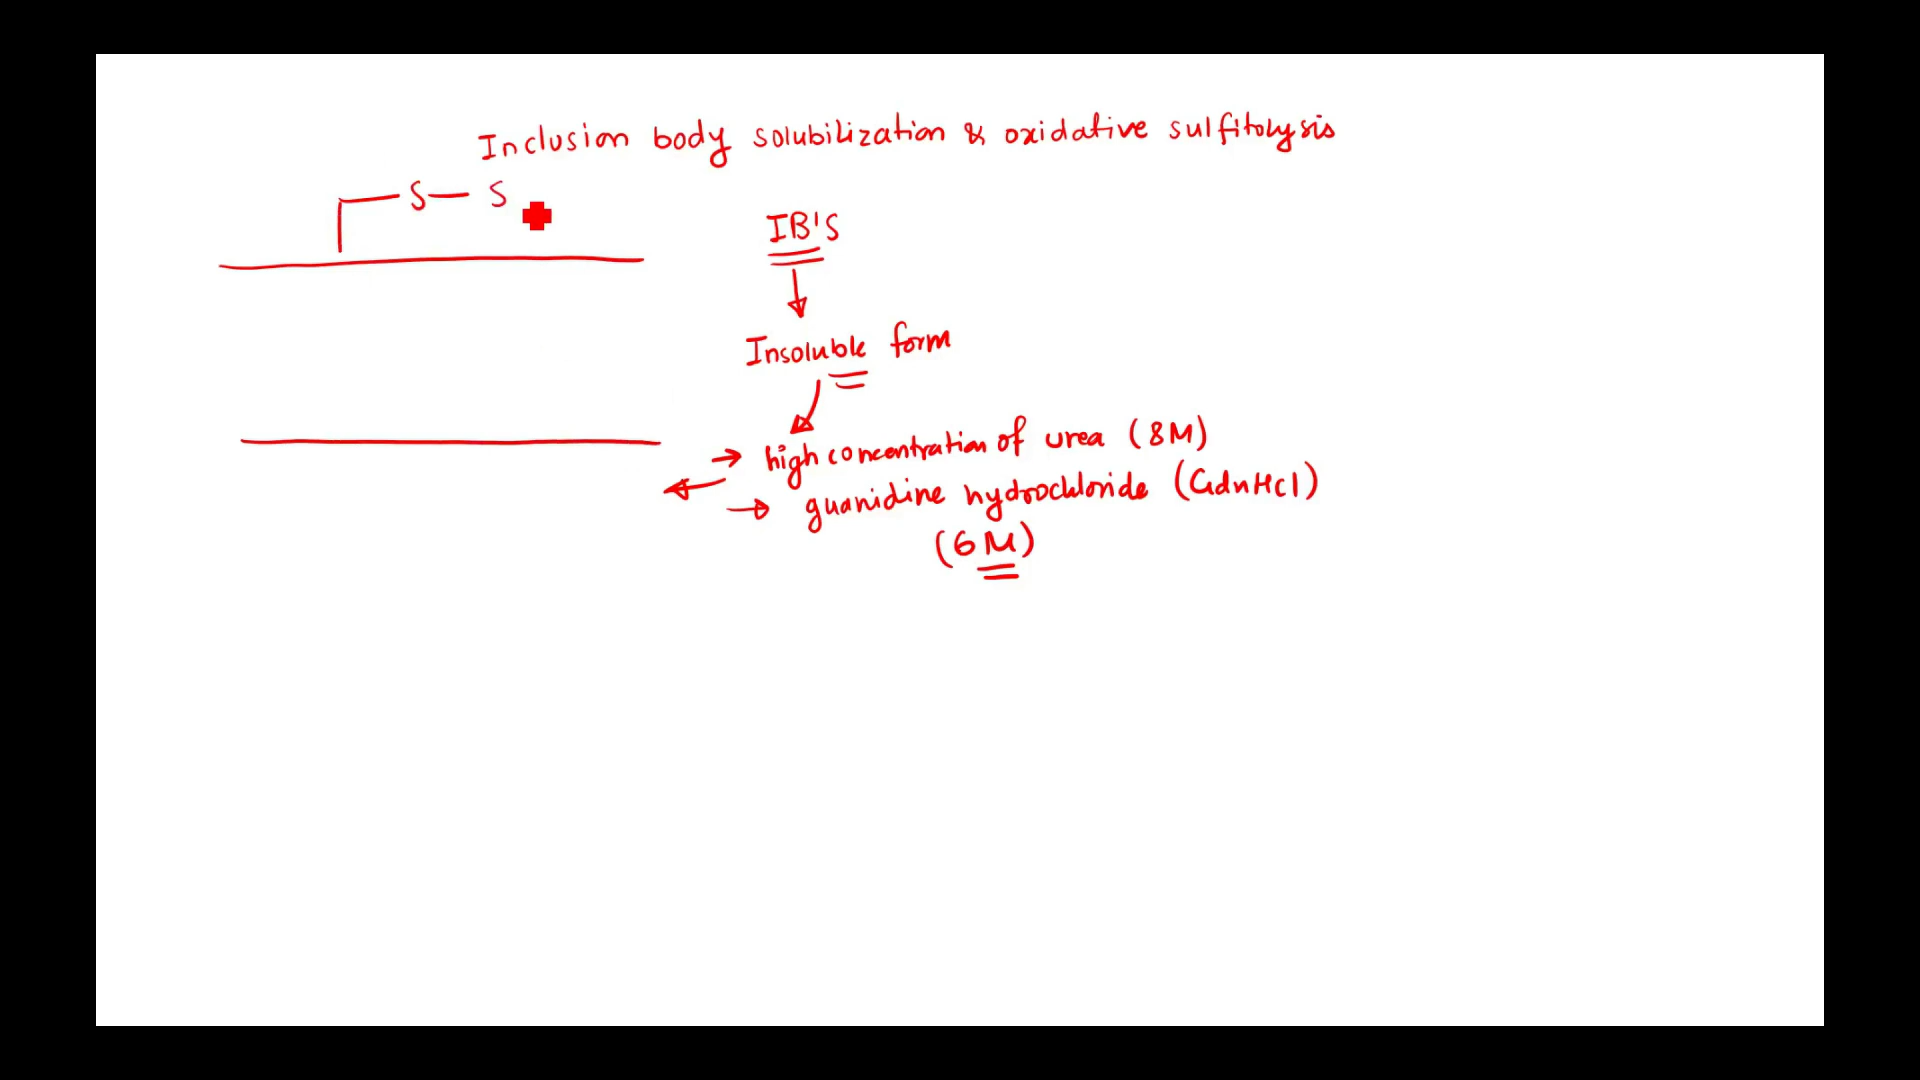 Inclusion body solubilization & oxidative sulfitolysis
S — S
IB'S
Insoluble form
→ high concentration of urea (8M)
→ guanidine hydrochloride (GdnHCl)
(6M)